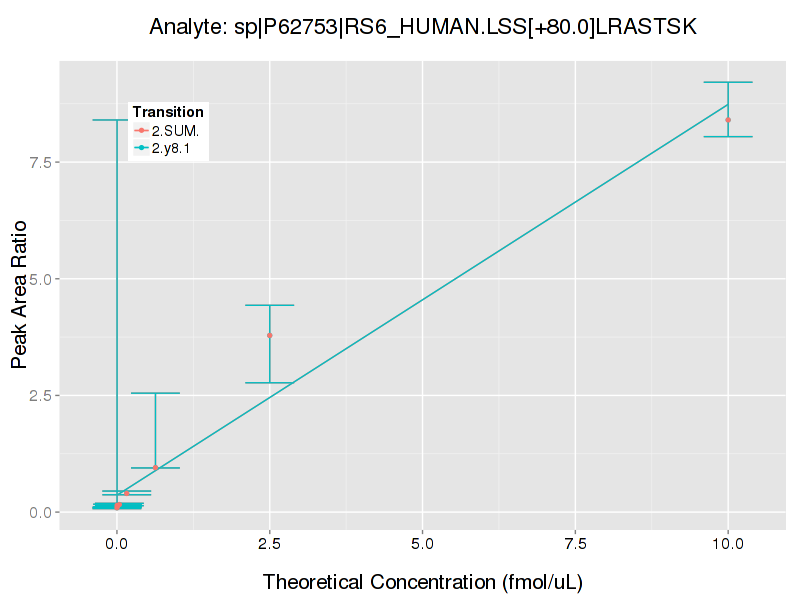 Analyte: sp|P62753|RS6_HUMAN.LSS[+80.0]LRASTSK
Transition
2.SUM.
2.y8.1
Peak Area Ratio
7.5
5.0
2.5
0.0
0.0 2.5 5.0 7.5 10.0
Theoretical Concentration (fmol/uL)